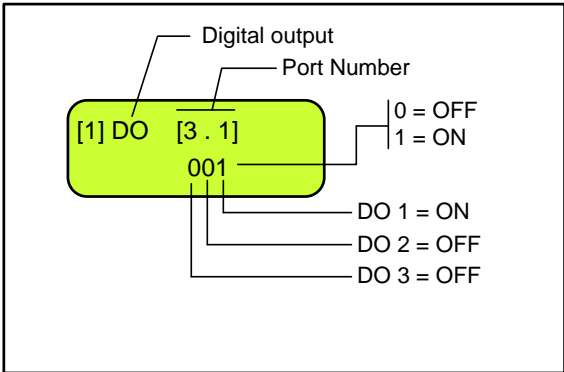 Digital output
Port Number
[1] DO [3 . 1]
001
0 = OFF
1 = ON
DO 1 = ON
DO 2 = OFF
DO 3 = OFF